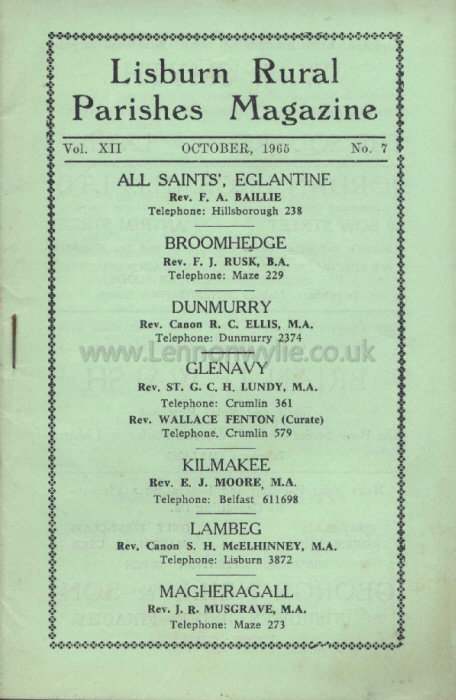 Lisburn Rural
Parishes Magazine
Vol. XII OCTOBER, 1965 No. 7
ALL SAINTS', EGLANTINE
Rev. F. A. BAILLIE
Telephone: Hillsborough 238
BROOMHEDGE
Rev. F. J. RUSK, B.A.
Telephone: Maze 229
DUNMURRY
Rev. Canon R. C. ELLIS, M.A.
Telephone: Dunmurry 2374
www.Lennonwylie.co.uk
GLENAVY
Rev. ST. G. C. H. LUNDY, M.A.
Telephone: Crumlin 361
Rev. WALLACE FENTON (Curate)
Telephone. Crumlin 579
KILMAKEE
Rev. E. J. MOORE, M.A.
Telephone: Belfast 611698
LAMBEG
Rev. Canon S. H. McELHINNEY, M.A.
Telephone: Lisburn 3872
MAGHERAGALL
Rev. J. R. MUSGRAVE, M.A.
Telephone: Maze 273